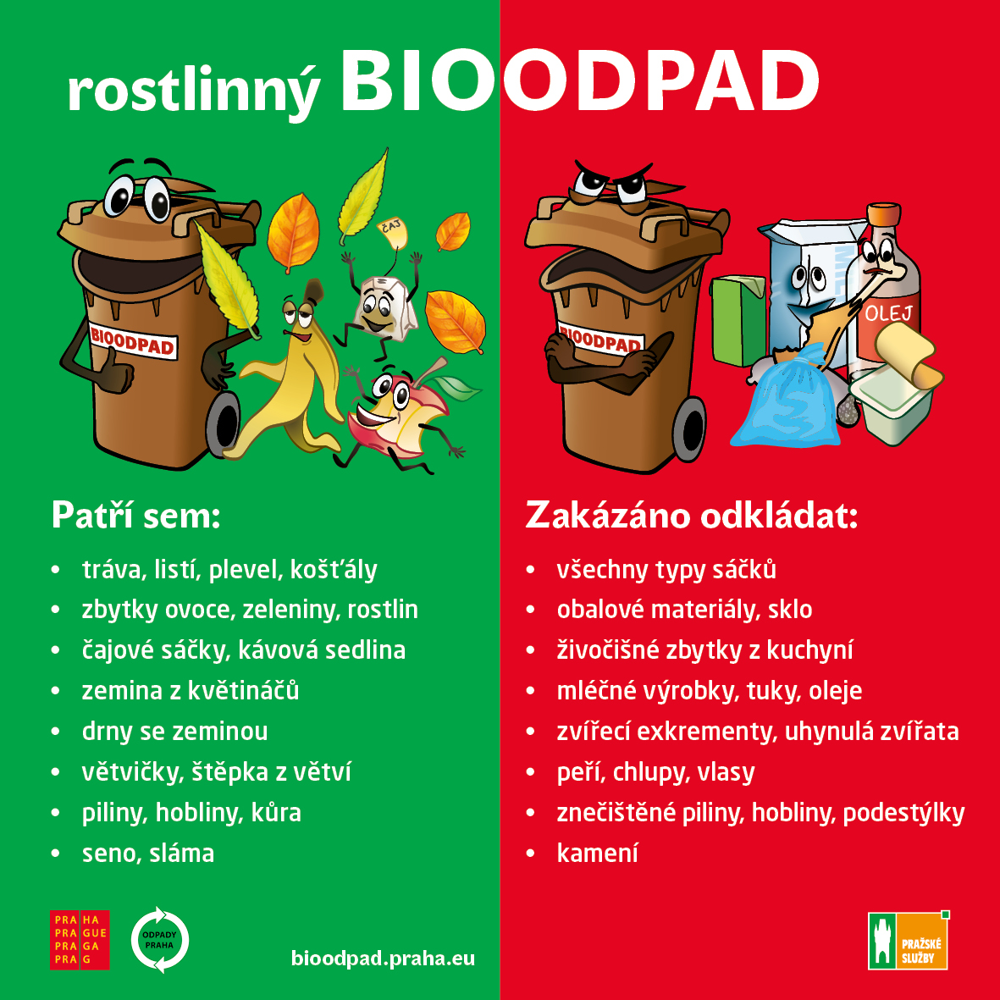 rostlinný BIOODPAD
ČAJ
BIOODPAD
BIOODPAD
OLEJ
Patří sem:
• tráva, listí, plevel, košťály
• zbytky ovoce, zeleniny, rostlin
• čajové sáčky, kávová sedlina
• zemina z květináčů
• drny se zeminou
• větvičky, štěpka z větví
• piliny, hobliny, kůra
• seno, sláma
Zakázáno odkládat:
• všechny typy sáčků
• obalové materiály, sklo
• živočišné zbytky z kuchyní
• mléčné výrobky, tuky, oleje
• zvířecí exkrementy, uhynulá zvířata
• peří, chlupy, vlasy
• znečištěné piliny, hobliny, podestýlky
• kamení
PRA HA
PRA GUE
PRA GA
PRA G
ODPADY
PRAHA
bioodpad.praha.eu
PRAŽSKÉ
SLUŽBY